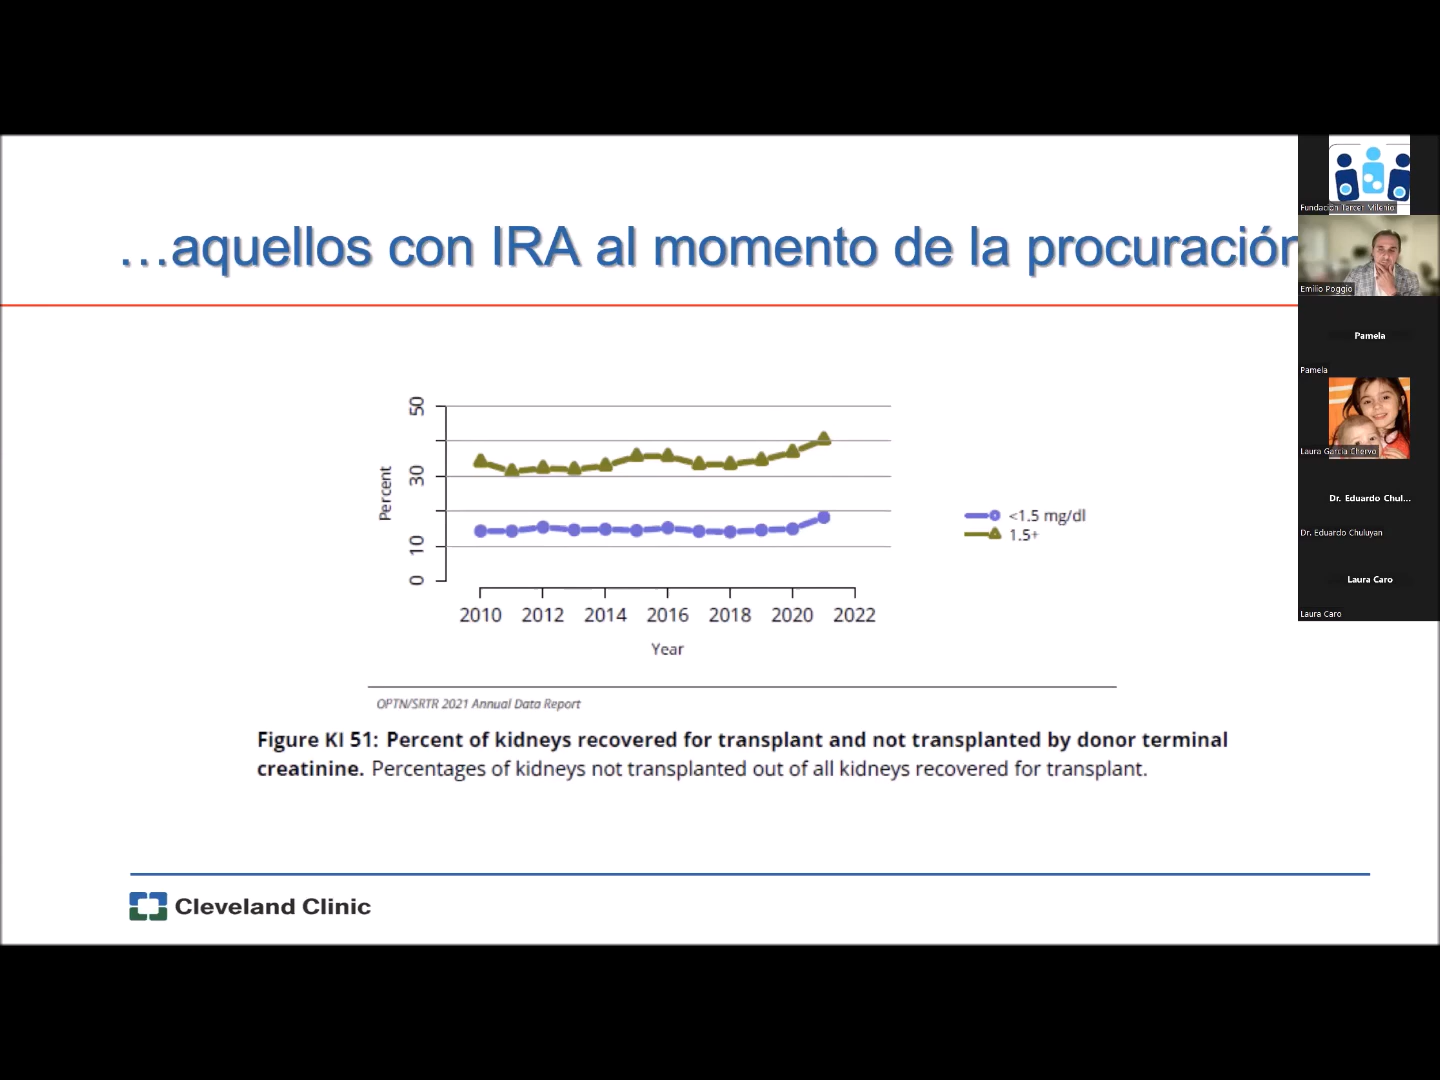 …aquellos con IRA al momento de la procuración
50
30
10
0
Percent
2010 2012 2014 2016 2018 2020 2022
Year
<1.5 mg/dl
1.5+
OPTN/SRTR 2021 Annual Data Report
Figure KI 51: Percent of kidneys recovered for transplant and not transplanted by donor terminal
creatinine. Percentages of kidneys not transplanted out of all kidneys recovered for transplant.
Cleveland Clinic
Fundación Tercer Milenio
Emilio Poggio
Pamela
Pamela
Laura Garcia Chervo
Dr. Eduardo Chul...
Dr. Eduardo Chuluyan
Laura Caro
Laura Caro